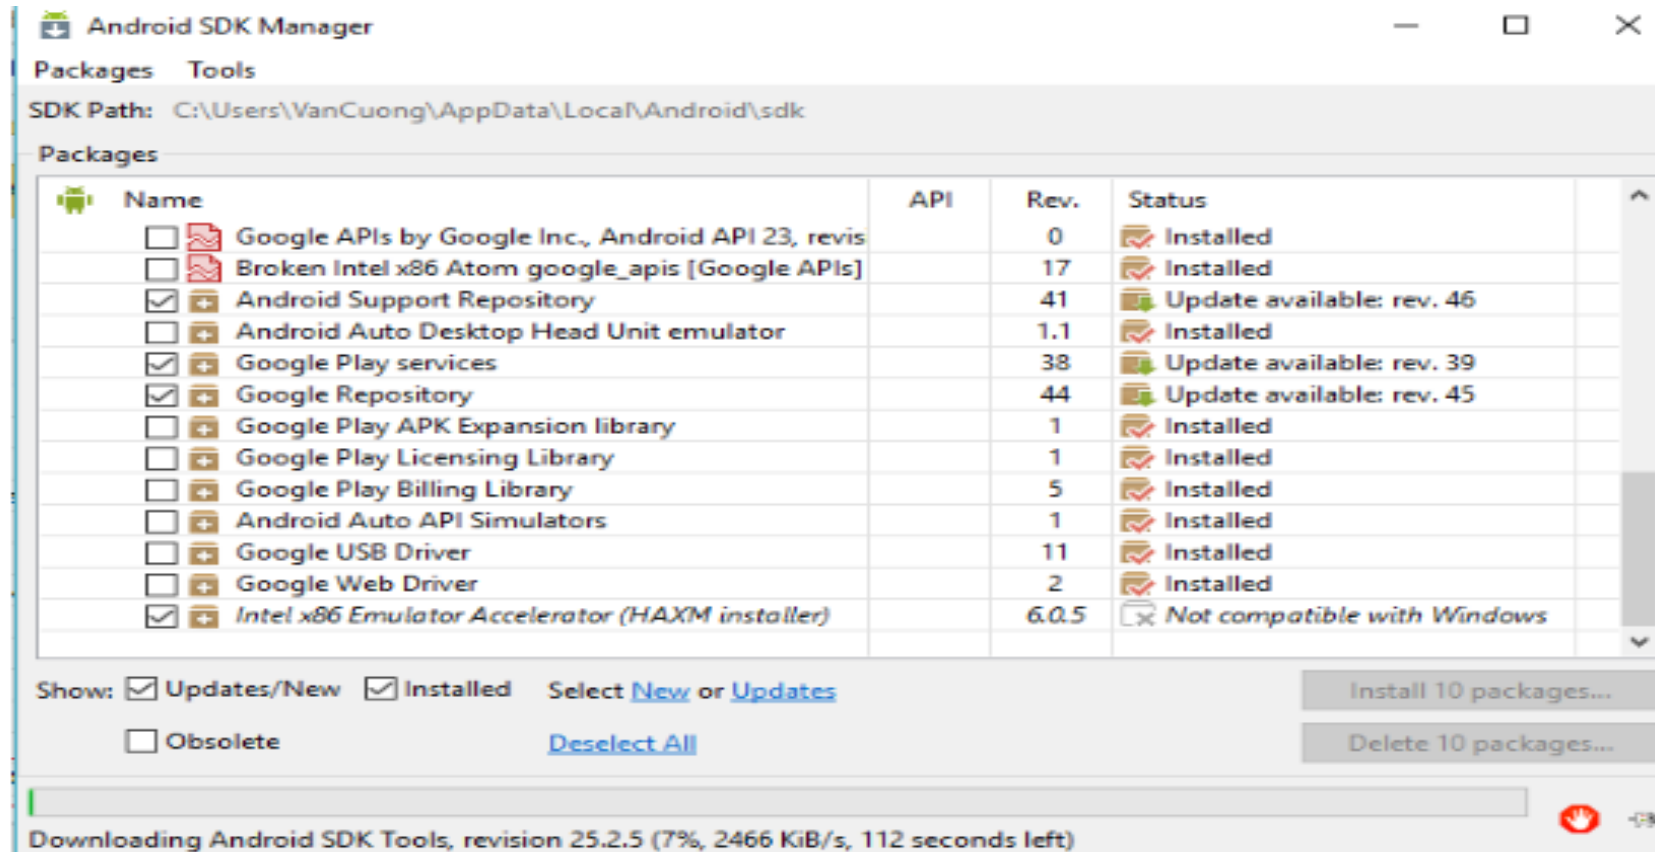 Android SDK Manager
Packages Tools
SDK Path: C:\Users\VanCuong\AppData\Local\Android\sdk
Packages
Name API Rev. Status
Google APIs by Google Inc., Android API 23, revis 0 Installed
Broken Intel x86 Atom google_apis [Google APIs] 17 Installed
Android Support Repository 41 Update available: rev. 46
Android Auto Desktop Head Unit emulator 1.1 Installed
Google Play services 38 Update available: rev. 39
Google Repository 44 Update available: rev. 45
Google Play APK Expansion library 1 Installed
Google Play Licensing Library 1 Installed
Google Play Billing Library 5 Installed
Android Auto API Simulators 1 Installed
Google USB Driver 11 Installed
Google Web Driver 2 Installed
Intel x86 Emulator Accelerator (HAXM installer) 6.0.5 Not compatible with Windows
Show: Updates/New Installed Select New or Updates Install 10 packages...
Obsolete Deselect All Delete 10 packages...
Downloading Android SDK Tools, revision 25.2.5 (7%, 2466 KiB/s, 112 seconds left)